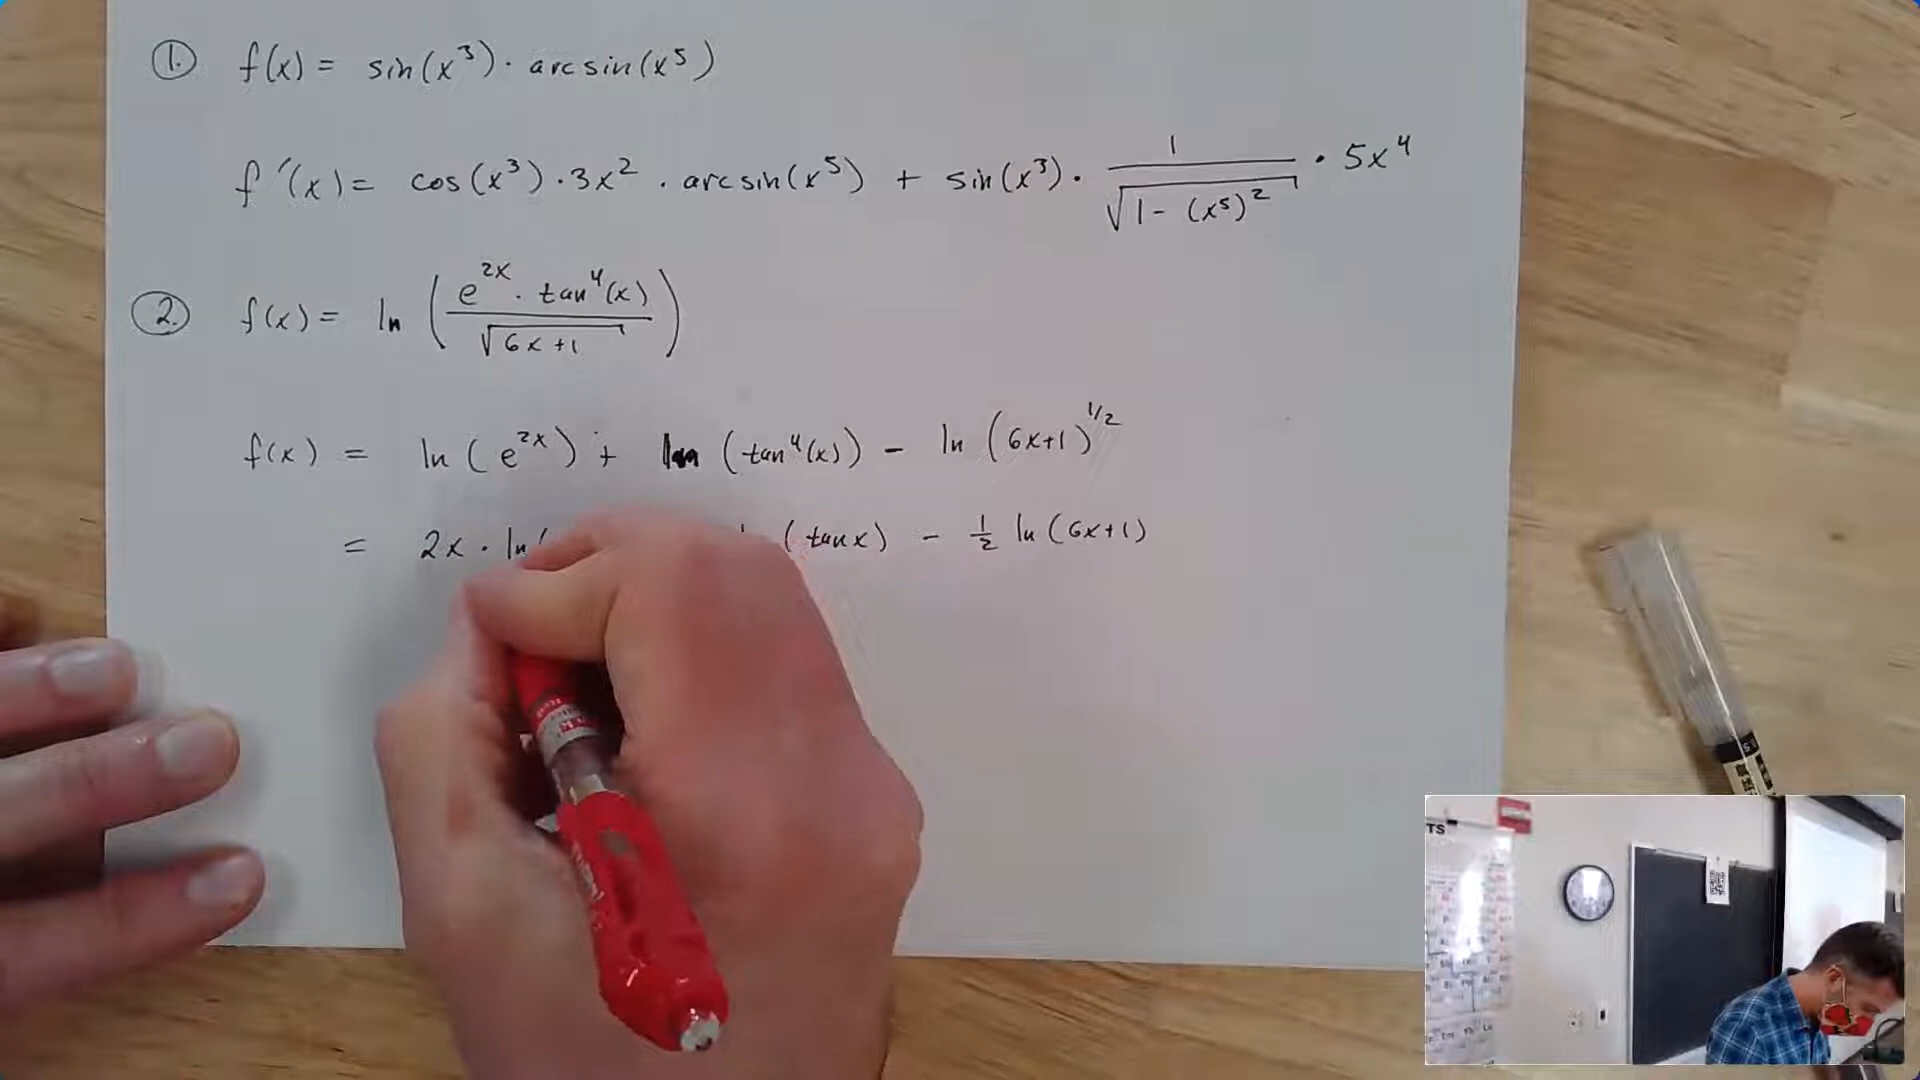 1. f(x) = sin(x³) · arcsin(x⁵)
f'(x) = cos(x³) · 3x² · arcsin(x⁵) + sin(x³) · 1/√(1 - (x⁵)²) · 5x⁴
2. f(x) = ln (e^(2x) · tan⁴(x) / √(6x+1))
f(x) = ln(e^(2x)) + ln (tan⁴(x)) - ln (6x+1)^(1/2)
= 2x · ln( (tanx) - 1/2 ln(6x+1)
TS